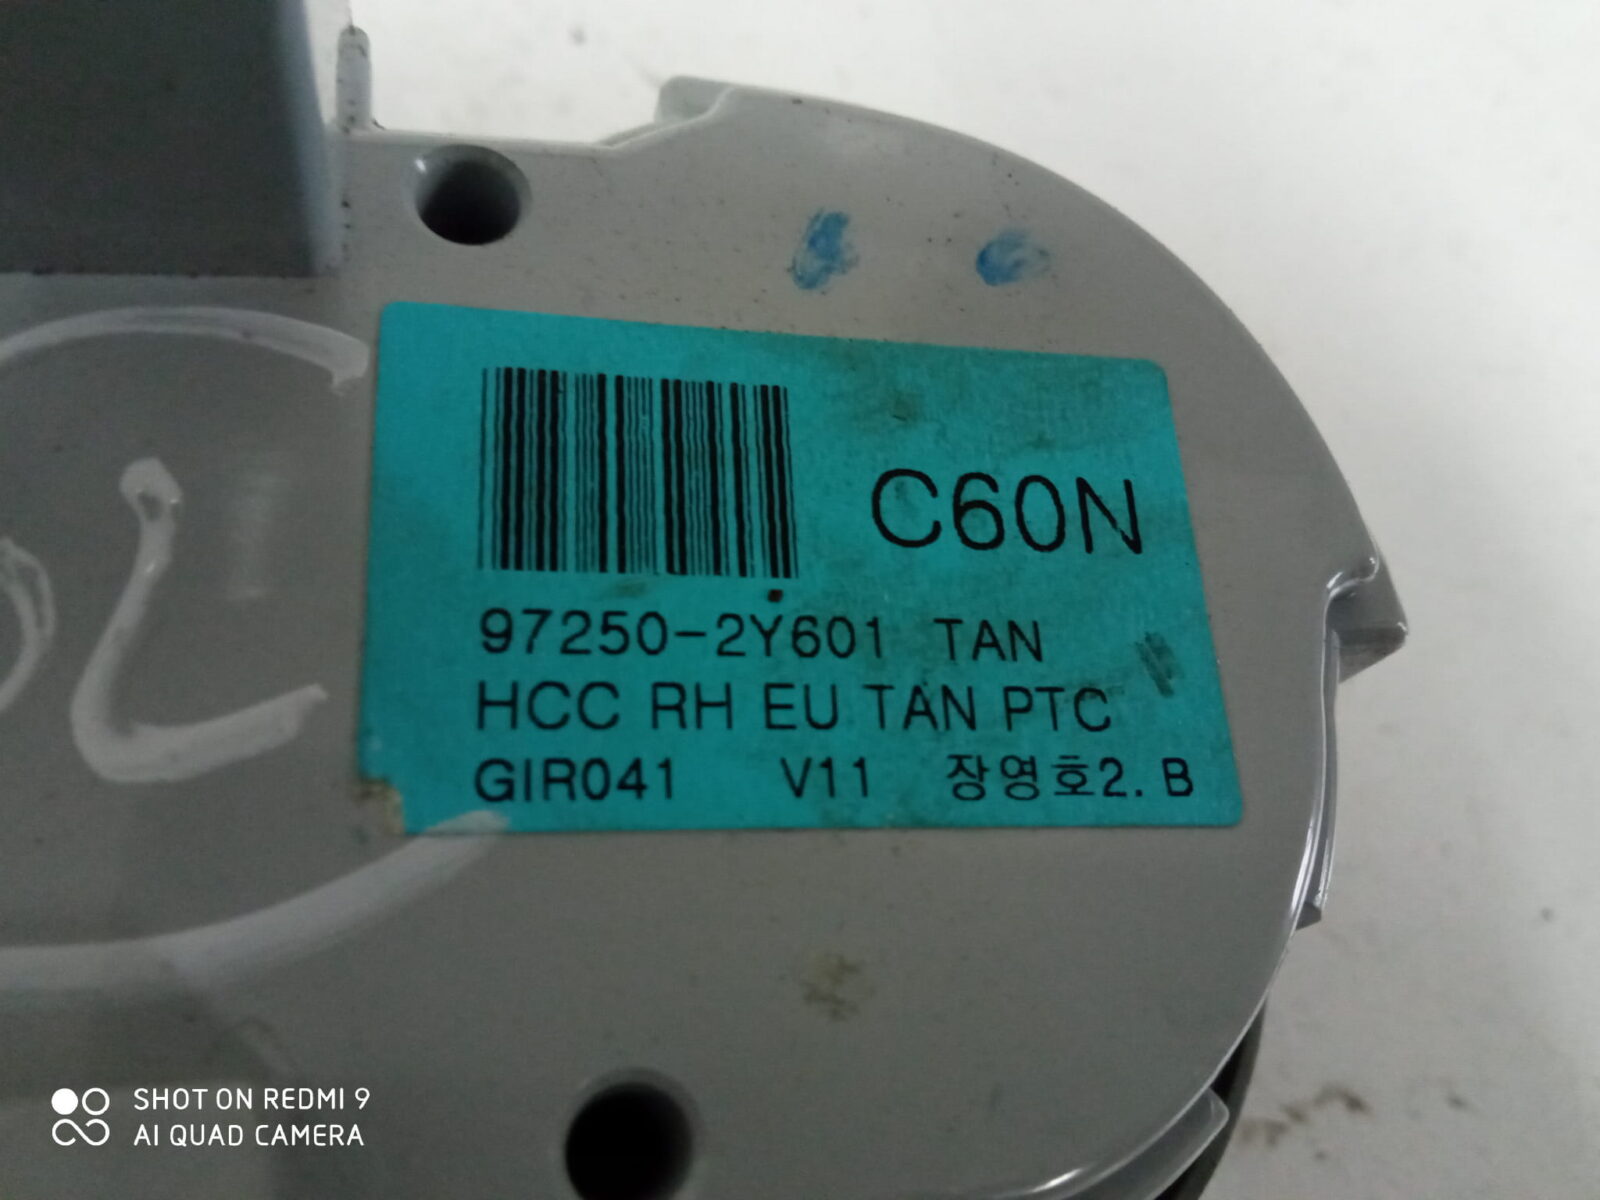 C60N
97250-2Y601 TAN
HCC RH EU TAN PTC
GIR041 V11 장영호2.B
SHOT ON REDMI 9
AI QUAD CAMERA